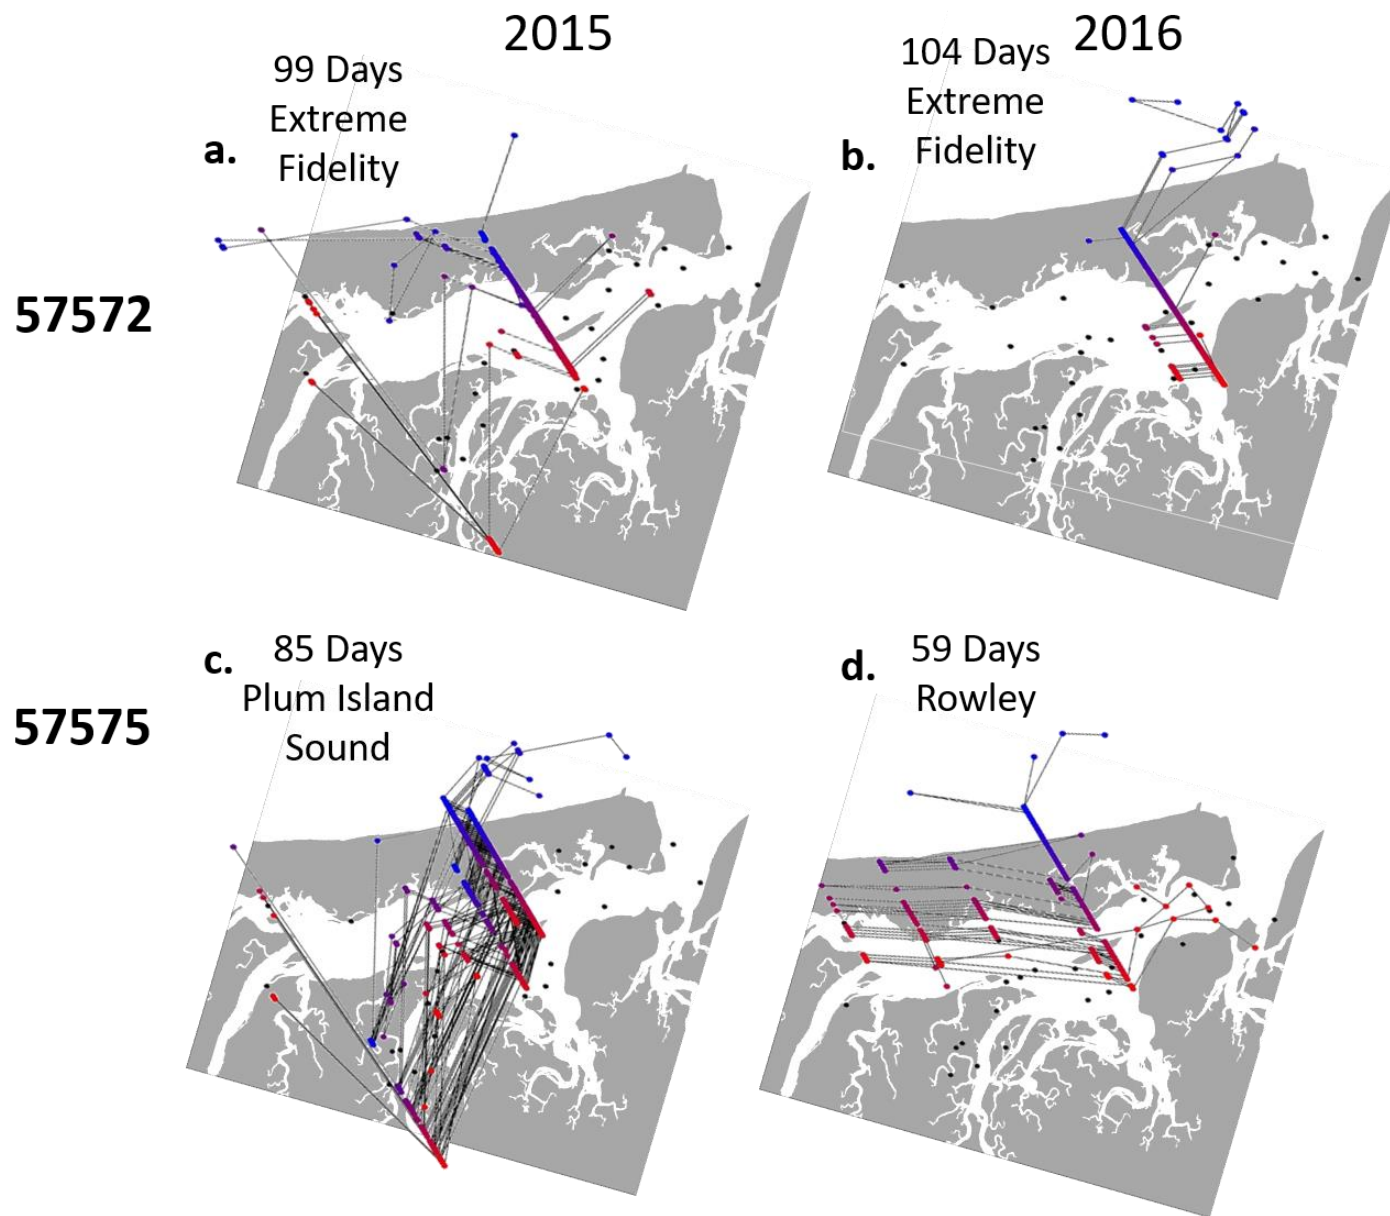 2015
2016
99 Days
Extreme
Fidelity
a.
104 Days
Extreme
Fidelity
b.
57572
85 Days
Plum Island
Sound
c.
59 Days
Rowley
d.
57575